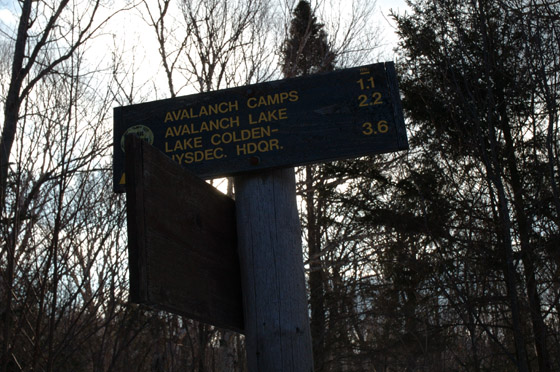 AVALANCH CAMPS 1.1
AVALANCH LAKE 2.2
LAKE COLDEN-
NYSDEC. HDQR. 3.6